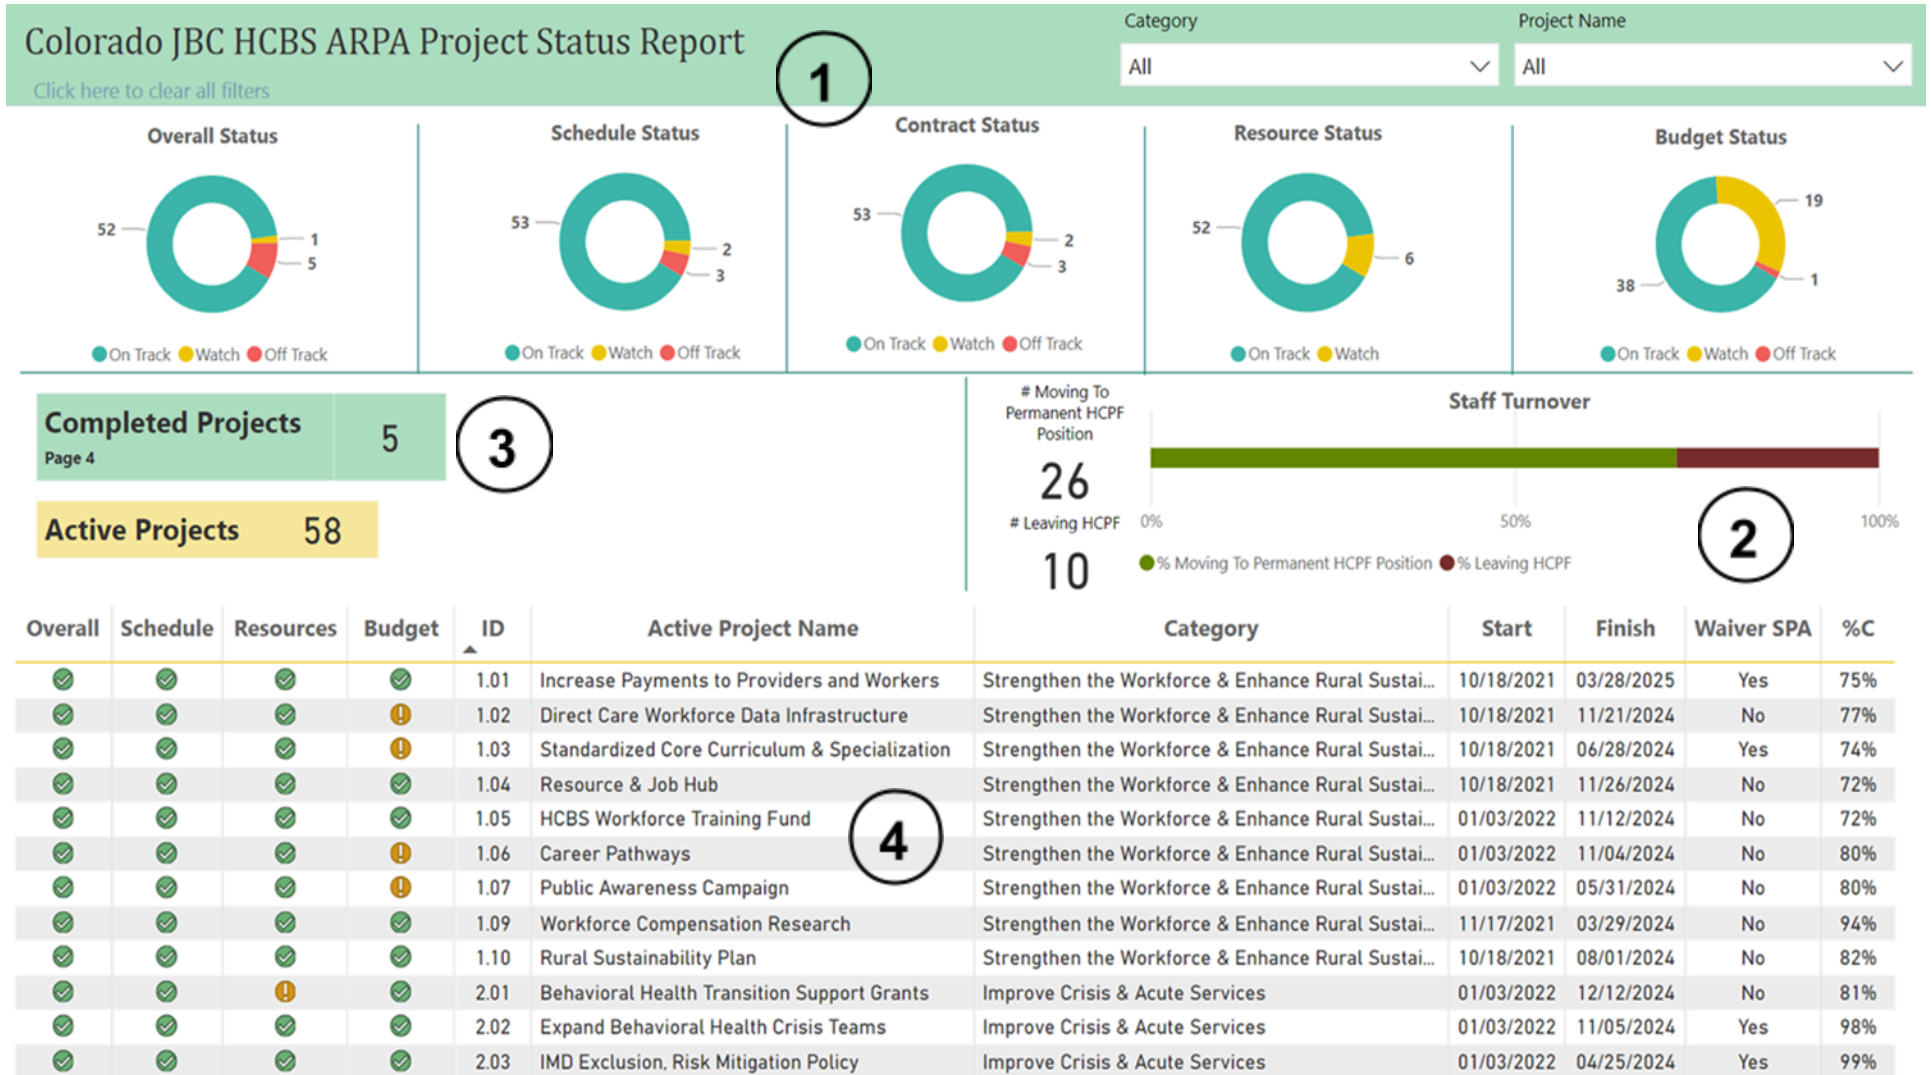 Colorado JBC HCBS ARPA Project Status Report
Click here to clear all filters
Category
All
Project Name
All
1
Overall Status
52
1
5
On Track Watch Off Track
Schedule Status
53
2
3
On Track Watch Off Track
Contract Status
53
2
3
On Track Watch Off Track
Resource Status
52
6
On Track Watch
Budget Status
19
38
1
On Track Watch Off Track
Completed Projects
Page 4
5
3
Active Projects 58
# Moving To
Permanent HCPF
Position
26
# Leaving HCPF
10
Staff Turnover
0% 50% 100%
2
% Moving To Permanent HCPF Position % Leaving HCPF
Overall Schedule Resources Budget ID Active Project Name Category Start Finish Waiver SPA %C
1.01 Increase Payments to Providers and Workers Strengthen the Workforce & Enhance Rural Sustai... 10/18/2021 03/28/2025 Yes 75%
1.02 Direct Care Workforce Data Infrastructure Strengthen the Workforce & Enhance Rural Sustai... 10/18/2021 11/21/2024 No 77%
1.03 Standardized Core Curriculum & Specialization Strengthen the Workforce & Enhance Rural Sustai... 10/18/2021 06/28/2024 Yes 74%
1.04 Resource & Job Hub Strengthen the Workforce & Enhance Rural Sustai... 10/18/2021 11/26/2024 No 72%
1.05 HCBS Workforce Training Fund Strengthen the Workforce & Enhance Rural Sustai... 01/03/2022 11/12/2024 No 72%
4
1.06 Career Pathways Strengthen the Workforce & Enhance Rural Sustai... 01/03/2022 11/04/2024 No 80%
1.07 Public Awareness Campaign Strengthen the Workforce & Enhance Rural Sustai... 01/03/2022 05/31/2024 No 80%
1.09 Workforce Compensation Research Strengthen the Workforce & Enhance Rural Sustai... 11/17/2021 03/29/2024 No 94%
1.10 Rural Sustainability Plan Strengthen the Workforce & Enhance Rural Sustai... 10/18/2021 08/01/2024 No 82%
2.01 Behavioral Health Transition Support Grants Improve Crisis & Acute Services 01/03/2022 12/12/2024 No 81%
2.02 Expand Behavioral Health Crisis Teams Improve Crisis & Acute Services 01/03/2022 11/05/2024 Yes 98%
2.03 IMD Exclusion, Risk Mitigation Policy Improve Crisis & Acute Services 01/03/2022 04/25/2024 Yes 99%